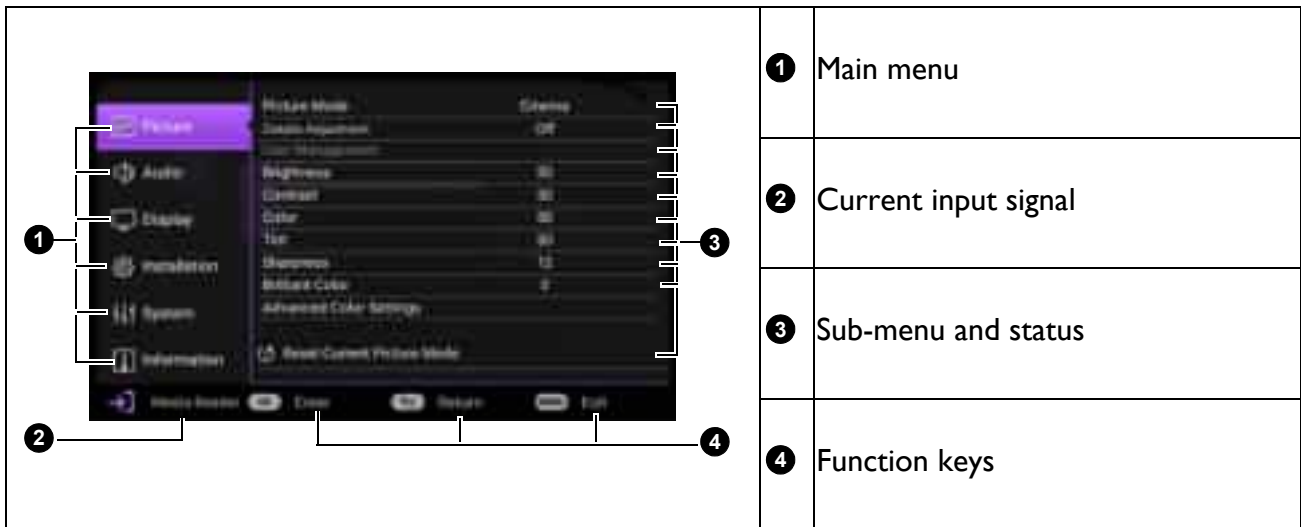 Picture Mode Cinema
Picture
Off
Audio
Brightness
Contrast
Display
Color
Tint
Installation
Sharpness
Brilliant Color
System
Advanced Color Settings
Information
Reset Current Picture Mode
Media Reader Enter Return Exit
1
2
3
4
1 Main menu
2 Current input signal
3 Sub-menu and status
4 Function keys